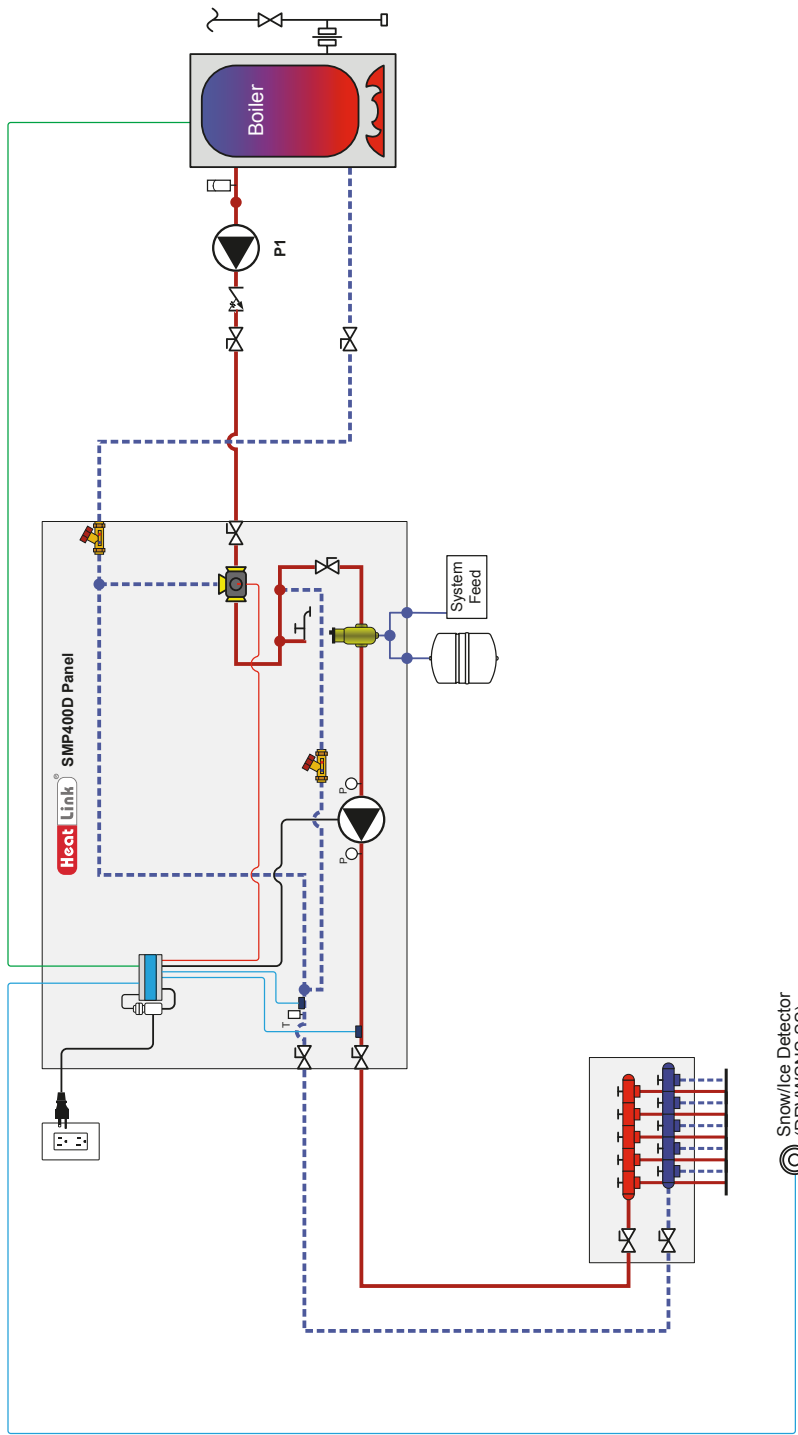 Boiler
P1
Heat Link®
SMP400D Panel
System
Feed
P
P
T
Snow/Ice Detector